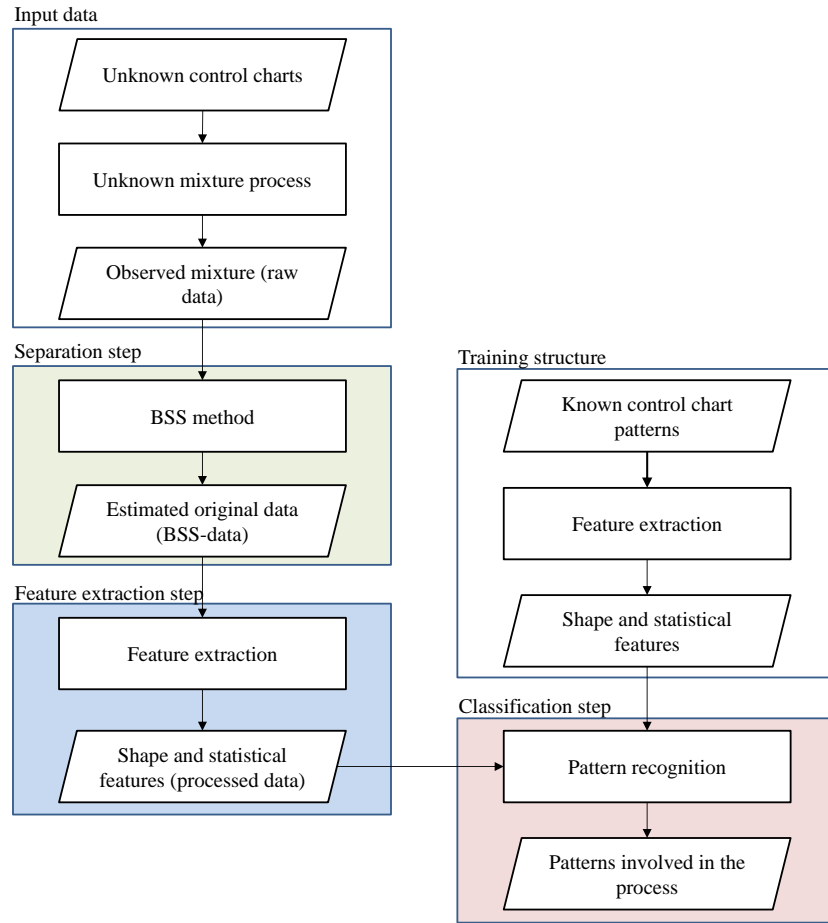 Input data
Unknown control charts
Unknown mixture process
Observed mixture (raw
data)
Separation step
BSS method
Estimated original data
(BSS-data)
Feature extraction step
Feature extraction
Shape and statistical
features (processed data)
Training structure
Known control chart
patterns
Feature extraction
Shape and statistical
features
Classification step
Pattern recognition
Patterns involved in the
process